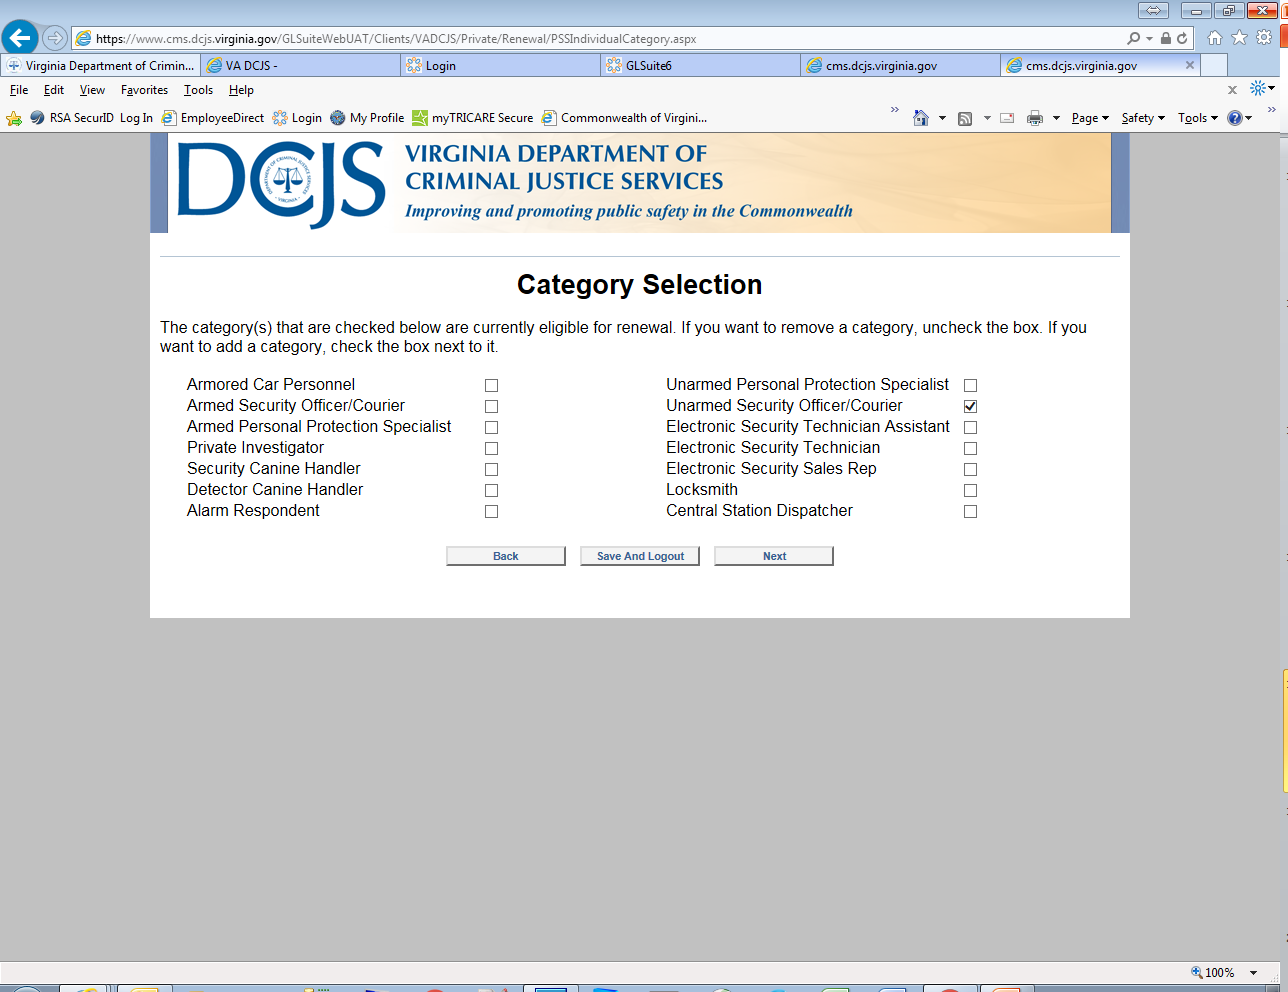 https://www.cms.dcjs.virginia.gov/GLSuiteWebUAT/Clients/VADCJS/Private/Renewal/PSSIndividualCategory.aspx
Virginia Department of Crimin... VA DCJS - Login GLSuite6 cms.dcjs.virginia.gov cms.dcjs.virginia.gov
File Edit View Favorites Tools Help
RSA SecurID Log In EmployeeDirect Login My Profile myTRICARE Secure Commonwealth of Virgini... Page Safety Tools
DCJS
VIRGINIA DEPARTMENT OF
CRIMINAL JUSTICE SERVICES
Improving and promoting public safety in the Commonwealth
Category Selection
The category(s) that are checked below are currently eligible for renewal. If you want to remove a category, uncheck the box. If you
want to add a category, check the box next to it.
Armored Car Personnel Unarmed Personal Protection Specialist
Armed Security Officer/Courier Unarmed Security Officer/Courier
Armed Personal Protection Specialist Electronic Security Technician Assistant
Private Investigator Electronic Security Technician
Security Canine Handler Electronic Security Sales Rep
Detector Canine Handler Locksmith
Alarm Respondent Central Station Dispatcher
Back Save And Logout Next
100%